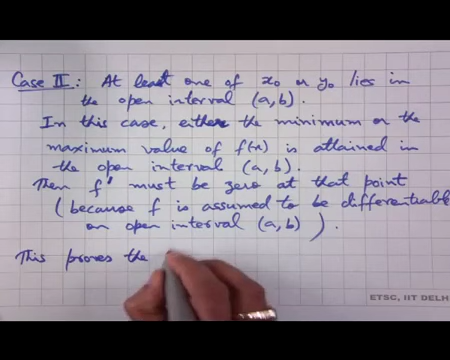 Case II: At least one of x₀ or y₀ lies in
the open interval (a,b).
In this case, either the minimum or the
maximum value of f(x) is attained in
the open interval (a,b).
Then f' must be zero at that point
(because f is assumed to be differentiable
on open interval (a,b)).
This proves the
ETSC, IIT DELH